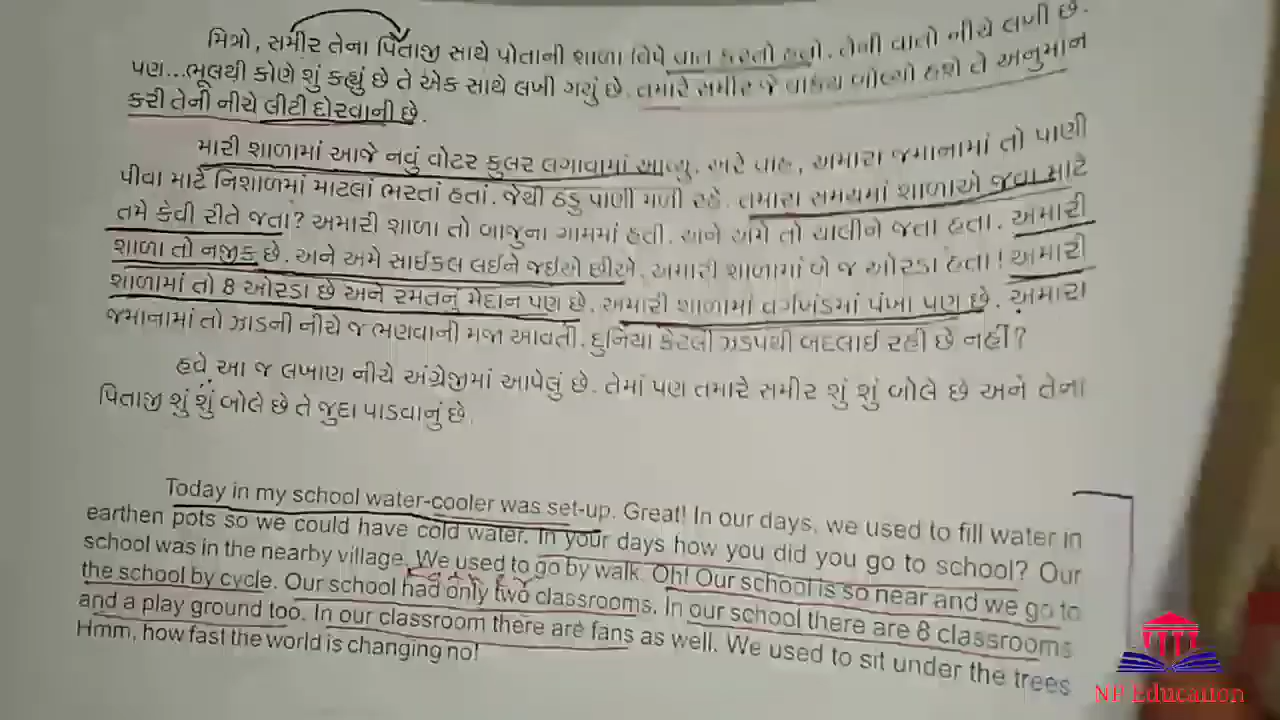 મિત્રો, સમીર તેના પિતાજી સાથે પોતાની શાળા વિષે વાત કરતો હતો. તેની વાતો નીચે લખી છે.
પણ...ભૂલથી કોણે શું કહ્યું છે તે એક સાથે લખી ગયું છે. તમારે સમીર જે વાક્ય બોલ્યો હશે તે અનુમાન
કરી તેની નીચે લીટી દોરવાની છે.
મારી શાળામાં આજે નવું વોટર કુલર લગાવામાં આવ્યુ. અરે વાહ, અમારા જમાનામાં તો પાણી
પીવા માટે નિશાળમાં માટલાં ભરતાં હતાં. જેથી ઠંડુ પાણી મળી રહે. તમારા સમયમાં શાળાએ જવા માટે
તમે કેવી રીતે જતા? અમારી શાળા તો બાજુના ગામમાં હતી. અને અમે તો ચાલીને જતા હતા. અમારી
શાળા તો નજીક છે. અને અમે સાઈકલ લઈને જઈએ છીએ. અમારી શાળામાં બે જ ઓરડા હતા! અમારી
શાળામાં તો 8 ઓરડા છે અને રમતનું મેદાન પણ છે. અમારી શાળામાં વર્ગખંડમાં પંખા પણ છે. અમારા
જમાનામાં તો ઝાડની નીચે જ ભણવાની મજા આવતી. દુનિયા કેટલી ઝડપથી બદલાઈ રહી છે નહીં?
હવે આ જ લખાણ નીચે અંગ્રેજીમાં આપેલું છે. તેમાં પણ તમારે સમીર શું શું બોલે છે અને તેના
પિતાજી શું શું બોલે છે તે જુદા પાડવાનું છે.
Today in my school water-cooler was set-up. Great! In our days, we used to fill water in
earthen pots so we could have cold water. In your days how you did you go to school? Our
school was in the nearby village. We used to go by walk. Oh! Our school is so near and we go to
the school by cycle. Our school had only two classrooms. In our school there are 8 classrooms
and a play ground too. In our classroom there are fans as well. We used to sit under the trees
Hmm, how fast the world is changing no!
NP Education